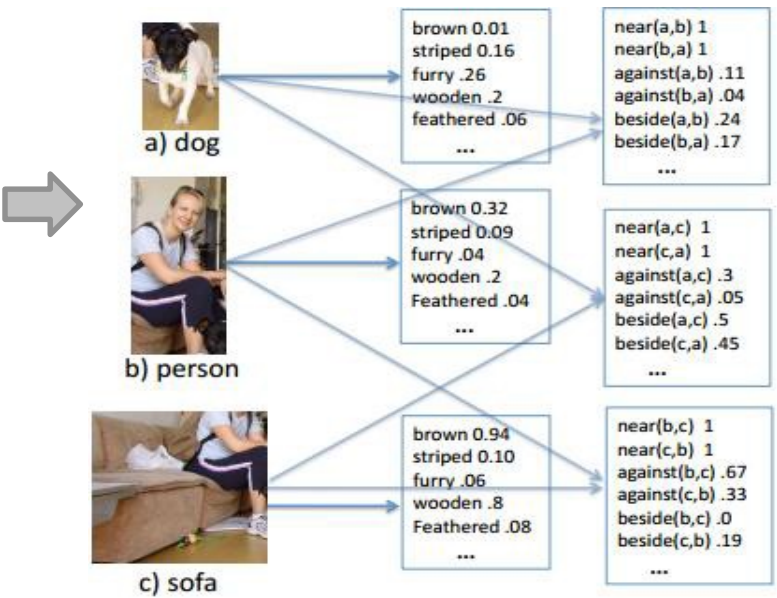 a) dog
brown 0.01
striped 0.16
furry .26
wooden .2
feathered .06
...
near(a,b) 1
near(b,a) 1
against(a,b) .11
against(b,a) .04
beside(a,b) .24
beside(b,a) .17
...
b) person
brown 0.32
striped 0.09
furry .04
wooden .2
Feathered .04
...
near(a,c) 1
near(c,a) 1
against(a,c) .3
against(c,a) .05
beside(a,c) .5
beside(c,a) .45
...
c) sofa
brown 0.94
striped 0.10
furry .06
wooden .8
Feathered .08
...
near(b,c) 1
near(c,b) 1
against(b,c) .67
against(c,b) .33
beside(b,c) .0
beside(c,b) .19
...